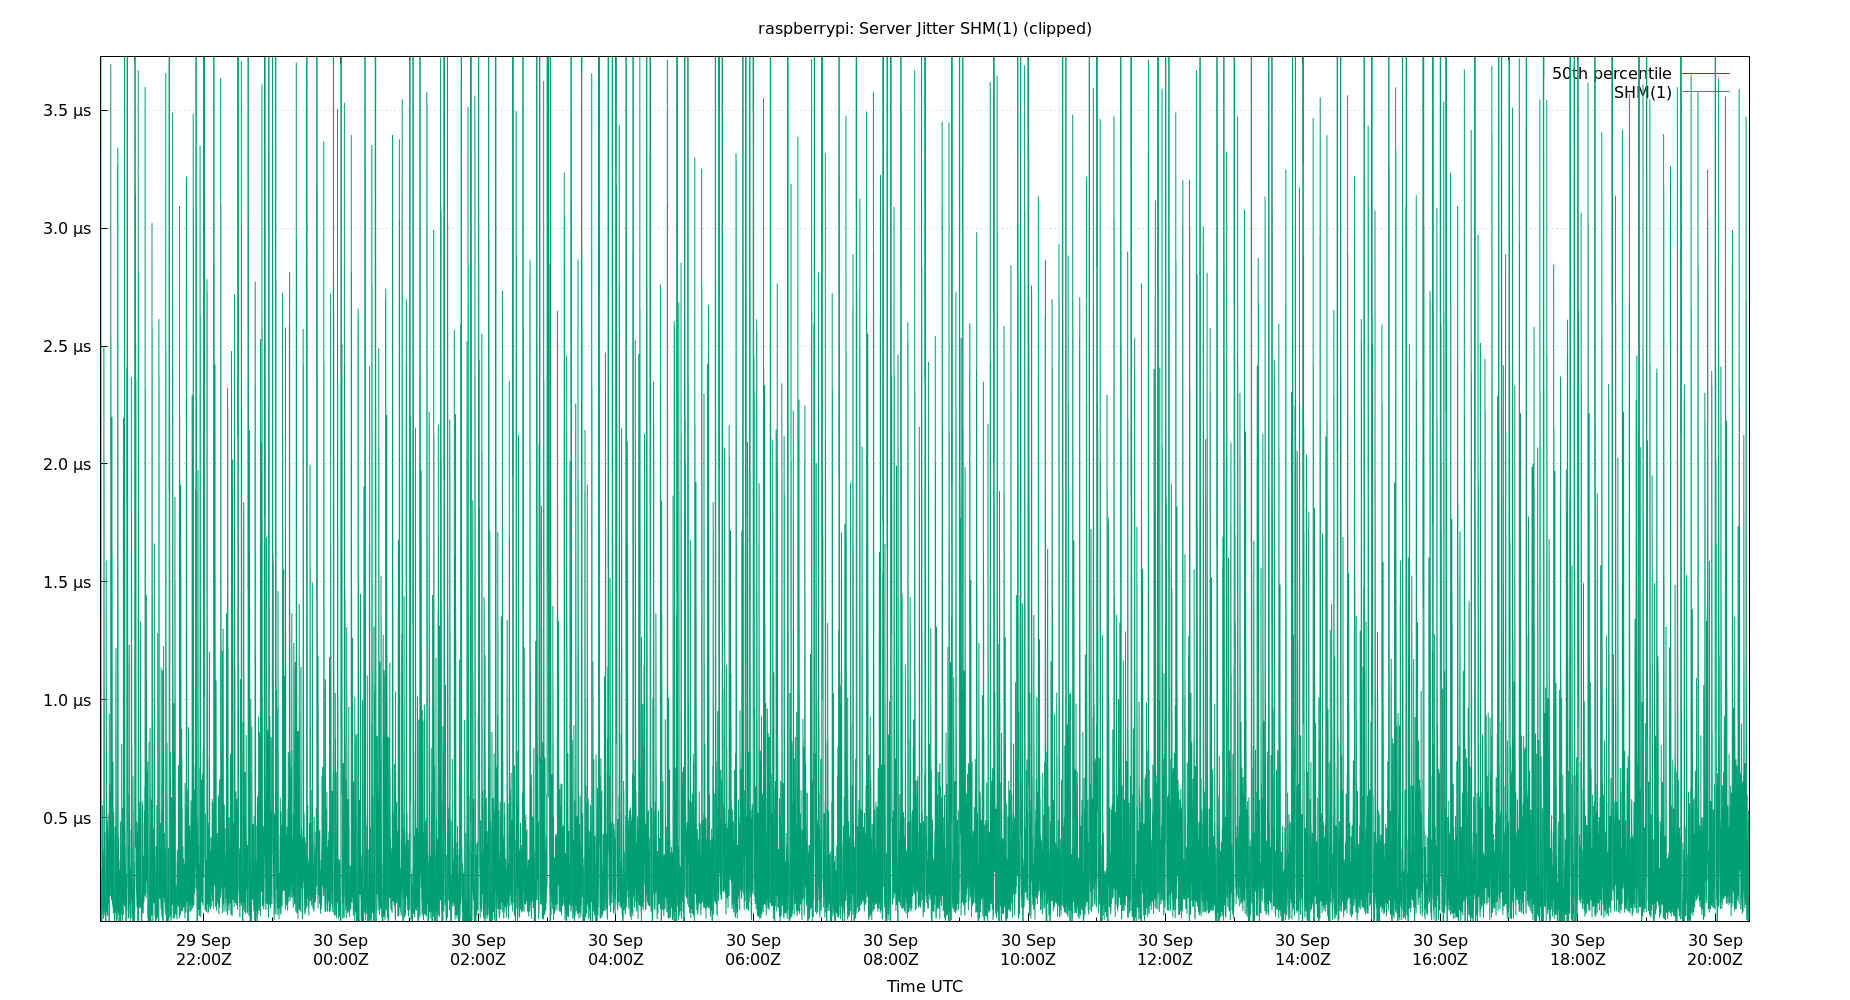 raspberrypi: Server Jitter SHM(1) (clipped)
50th percentile
SHM(1)
3.5 µs
3.0 µs
2.5 µs
2.0 µs
1.5 µs
1.0 µs
0.5 µs
29 Sep 30 Sep 30 Sep 30 Sep 30 Sep 30 Sep 30 Sep 30 Sep 30 Sep 30 Sep 30 Sep 30 Sep
22:00Z 00:00Z 02:00Z 04:00Z 06:00Z 08:00Z 10:00Z 12:00Z 14:00Z 16:00Z 18:00Z 20:00Z
Time UTC